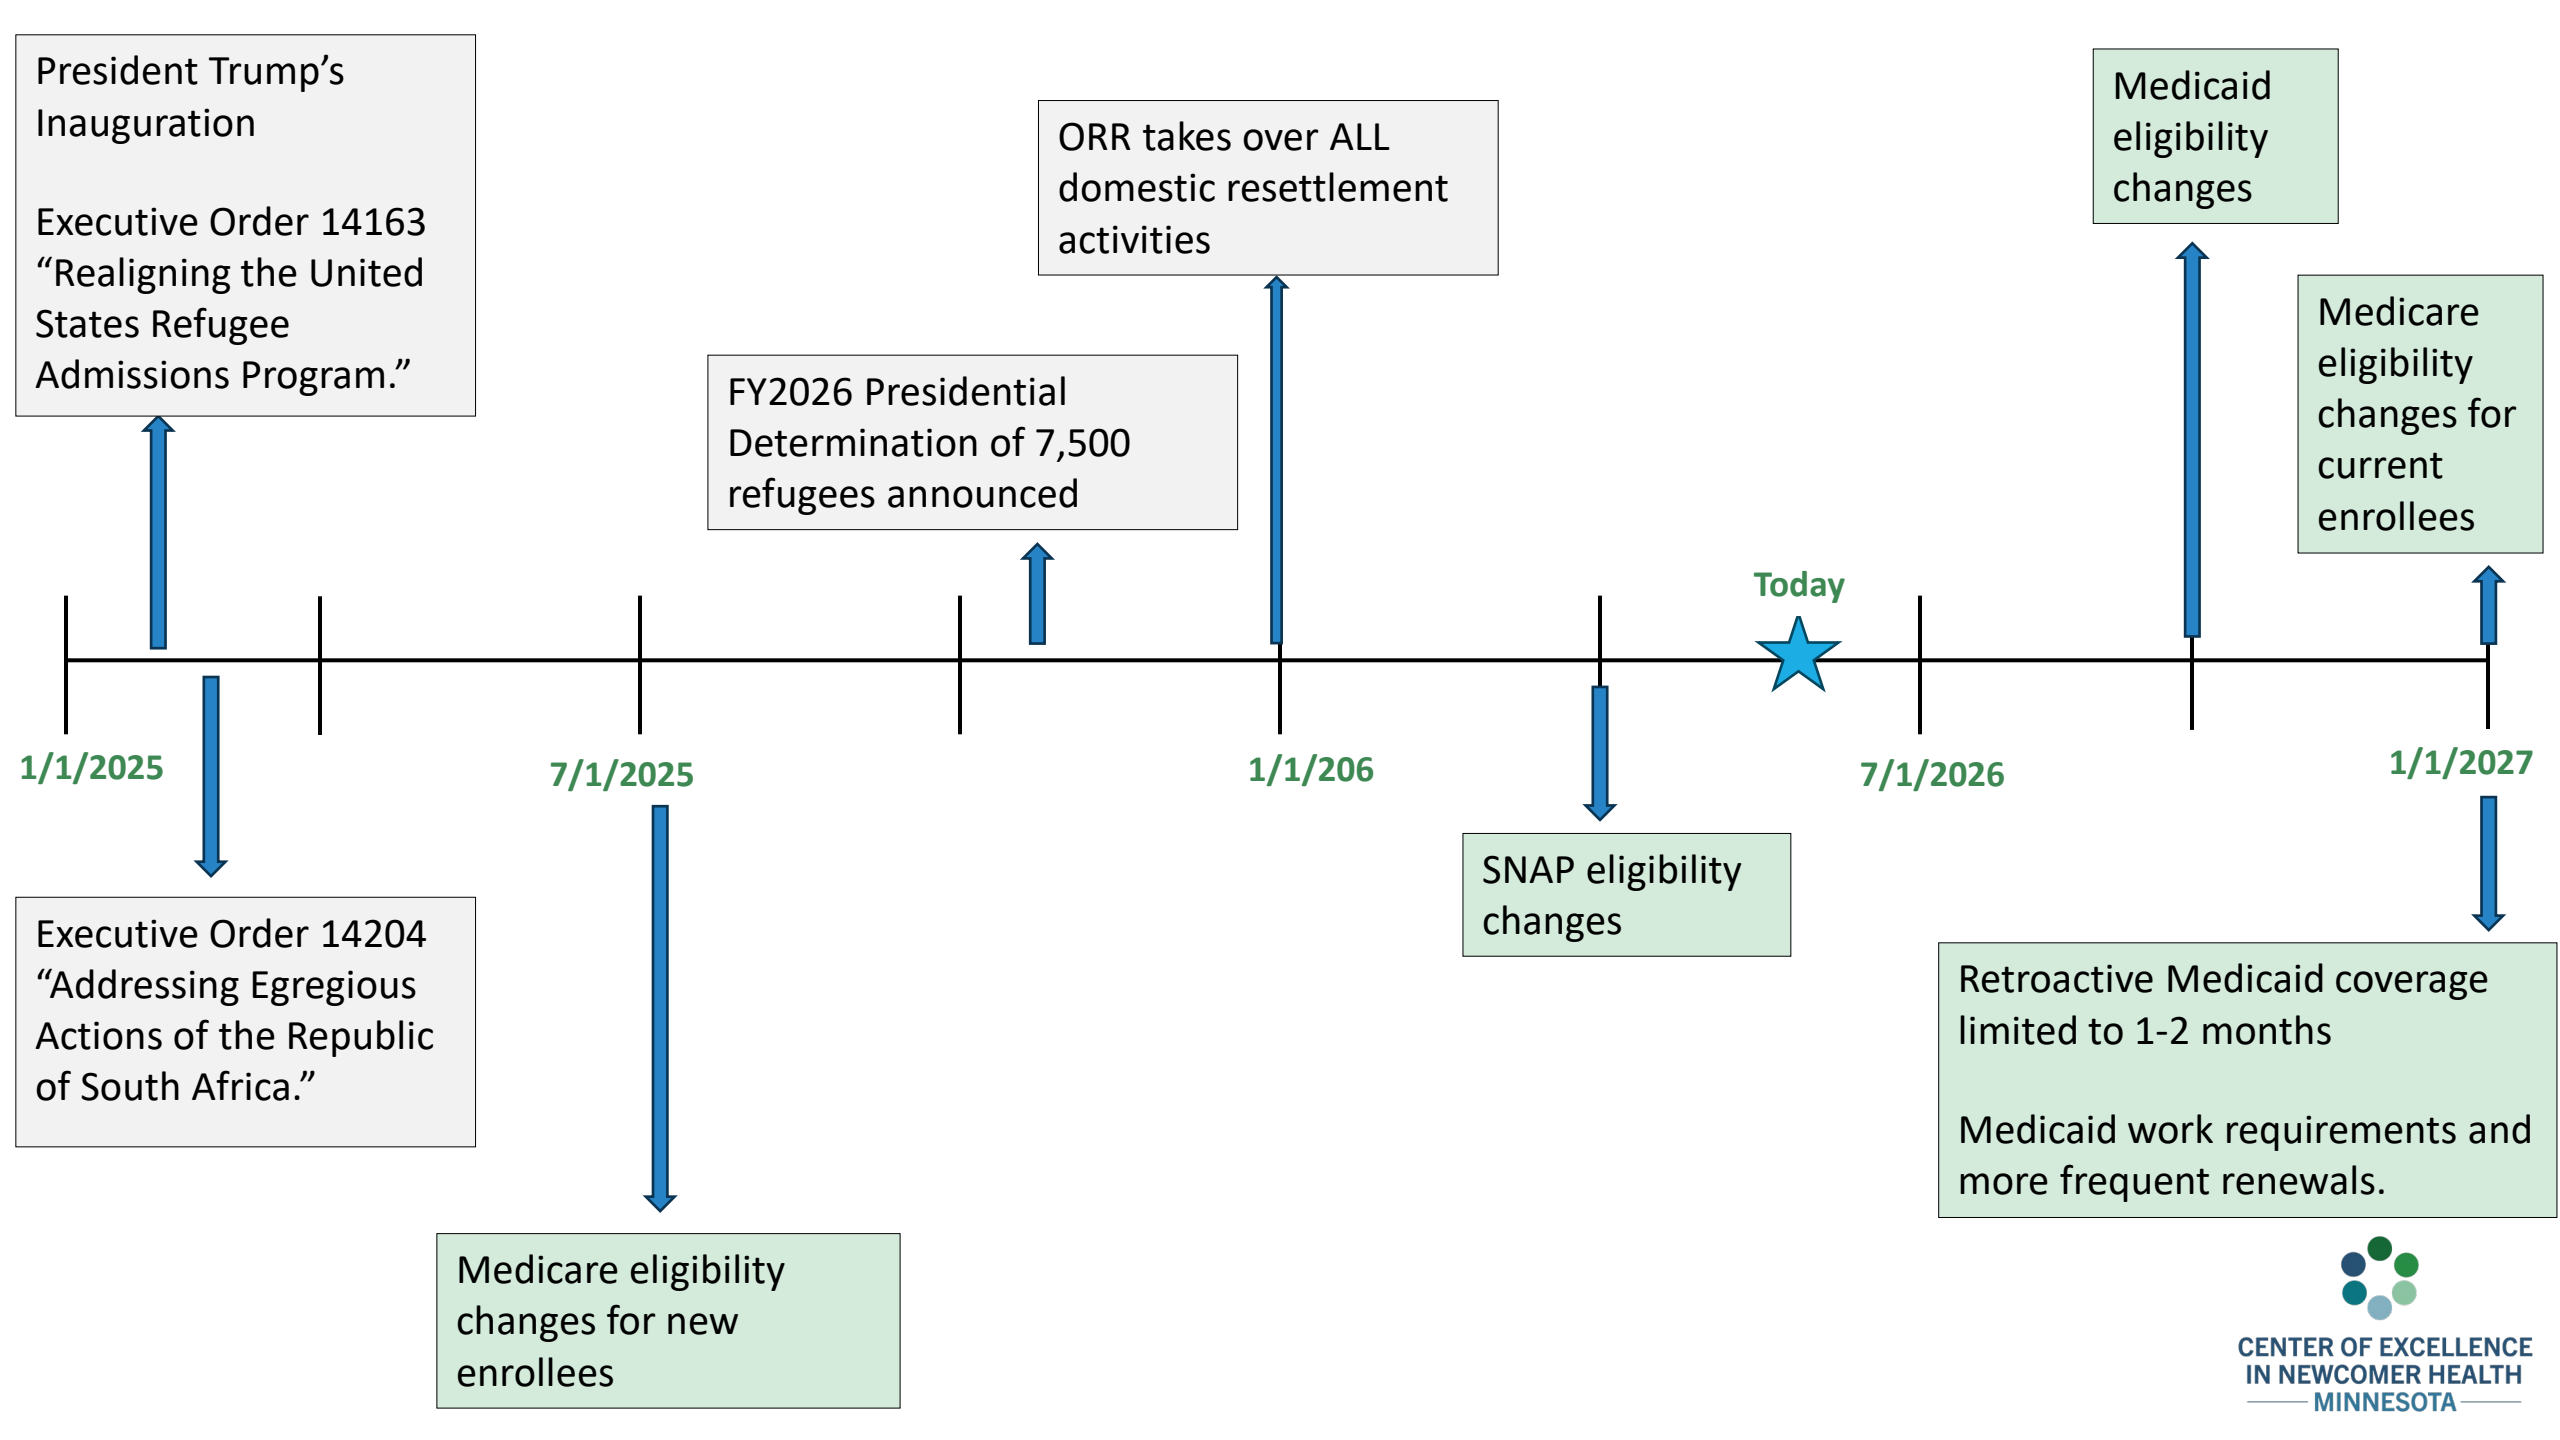 President Trump’s
Inauguration
Executive Order 14163
“Realigning the United
States Refugee
Admissions Program.”
ORR takes over ALL
domestic resettlement
activities
Medicaid
eligibility
changes
FY2026 Presidential
Determination of 7,500
refugees announced
Medicare
eligibility
changes for
current
enrollees
Today
1/1/2025
7/1/2025
1/1/206
7/1/2026
1/1/2027
Executive Order 14204
“Addressing Egregious
Actions of the Republic
of South Africa.”
SNAP eligibility
changes
Retroactive Medicaid coverage
limited to 1-2 months
Medicaid work requirements and
more frequent renewals.
Medicare eligibility
changes for new
enrollees
CENTER OF EXCELLENCE
IN NEWCOMER HEALTH
MINNESOTA